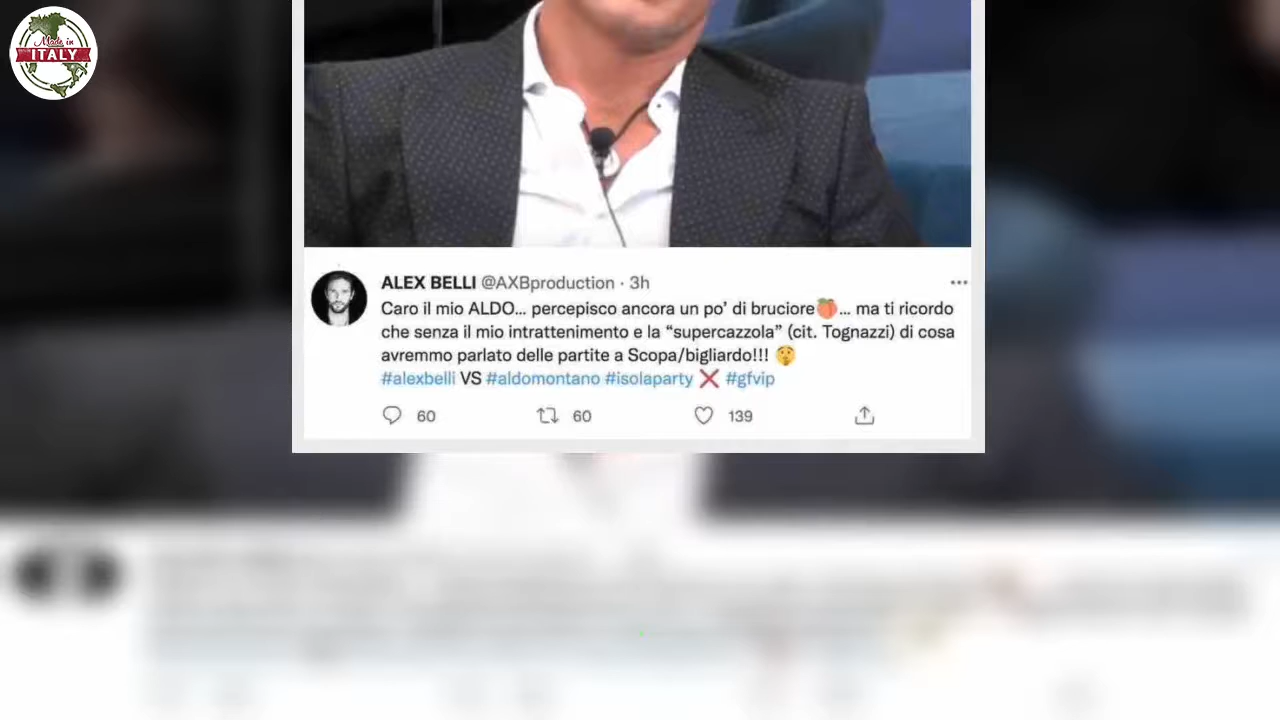 Made in
ITALY
ALEX BELLI @AXBproduction · 3h
Caro il mio ALDO... percepisco ancora un po' di bruciore🍑... ma ti ricordo
che senza il mio intrattenimento e la “supercazzola” (cit. Tognazzi) di cosa
avremmo parlato delle partite a Scopa/bigliardo!!! 🤫
#alexbelli VS #aldomontano #isolaparty ❌ #gfvip
60 60 139